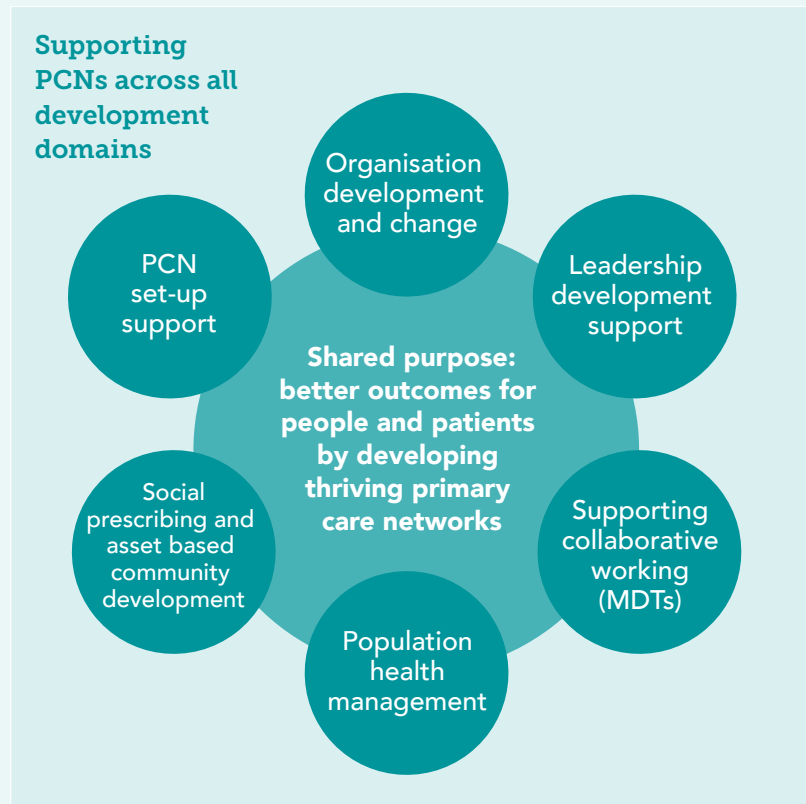 Supporting
PCNs across all
development
domains
Organisation
development
and change
PCN
set-up
support
Leadership
development
support
Shared purpose:
better outcomes for
people and patients
by developing
thriving primary
care networks
Social
prescribing and
asset based
community
development
Supporting
collaborative
working
(MDTs)
Population
health
management